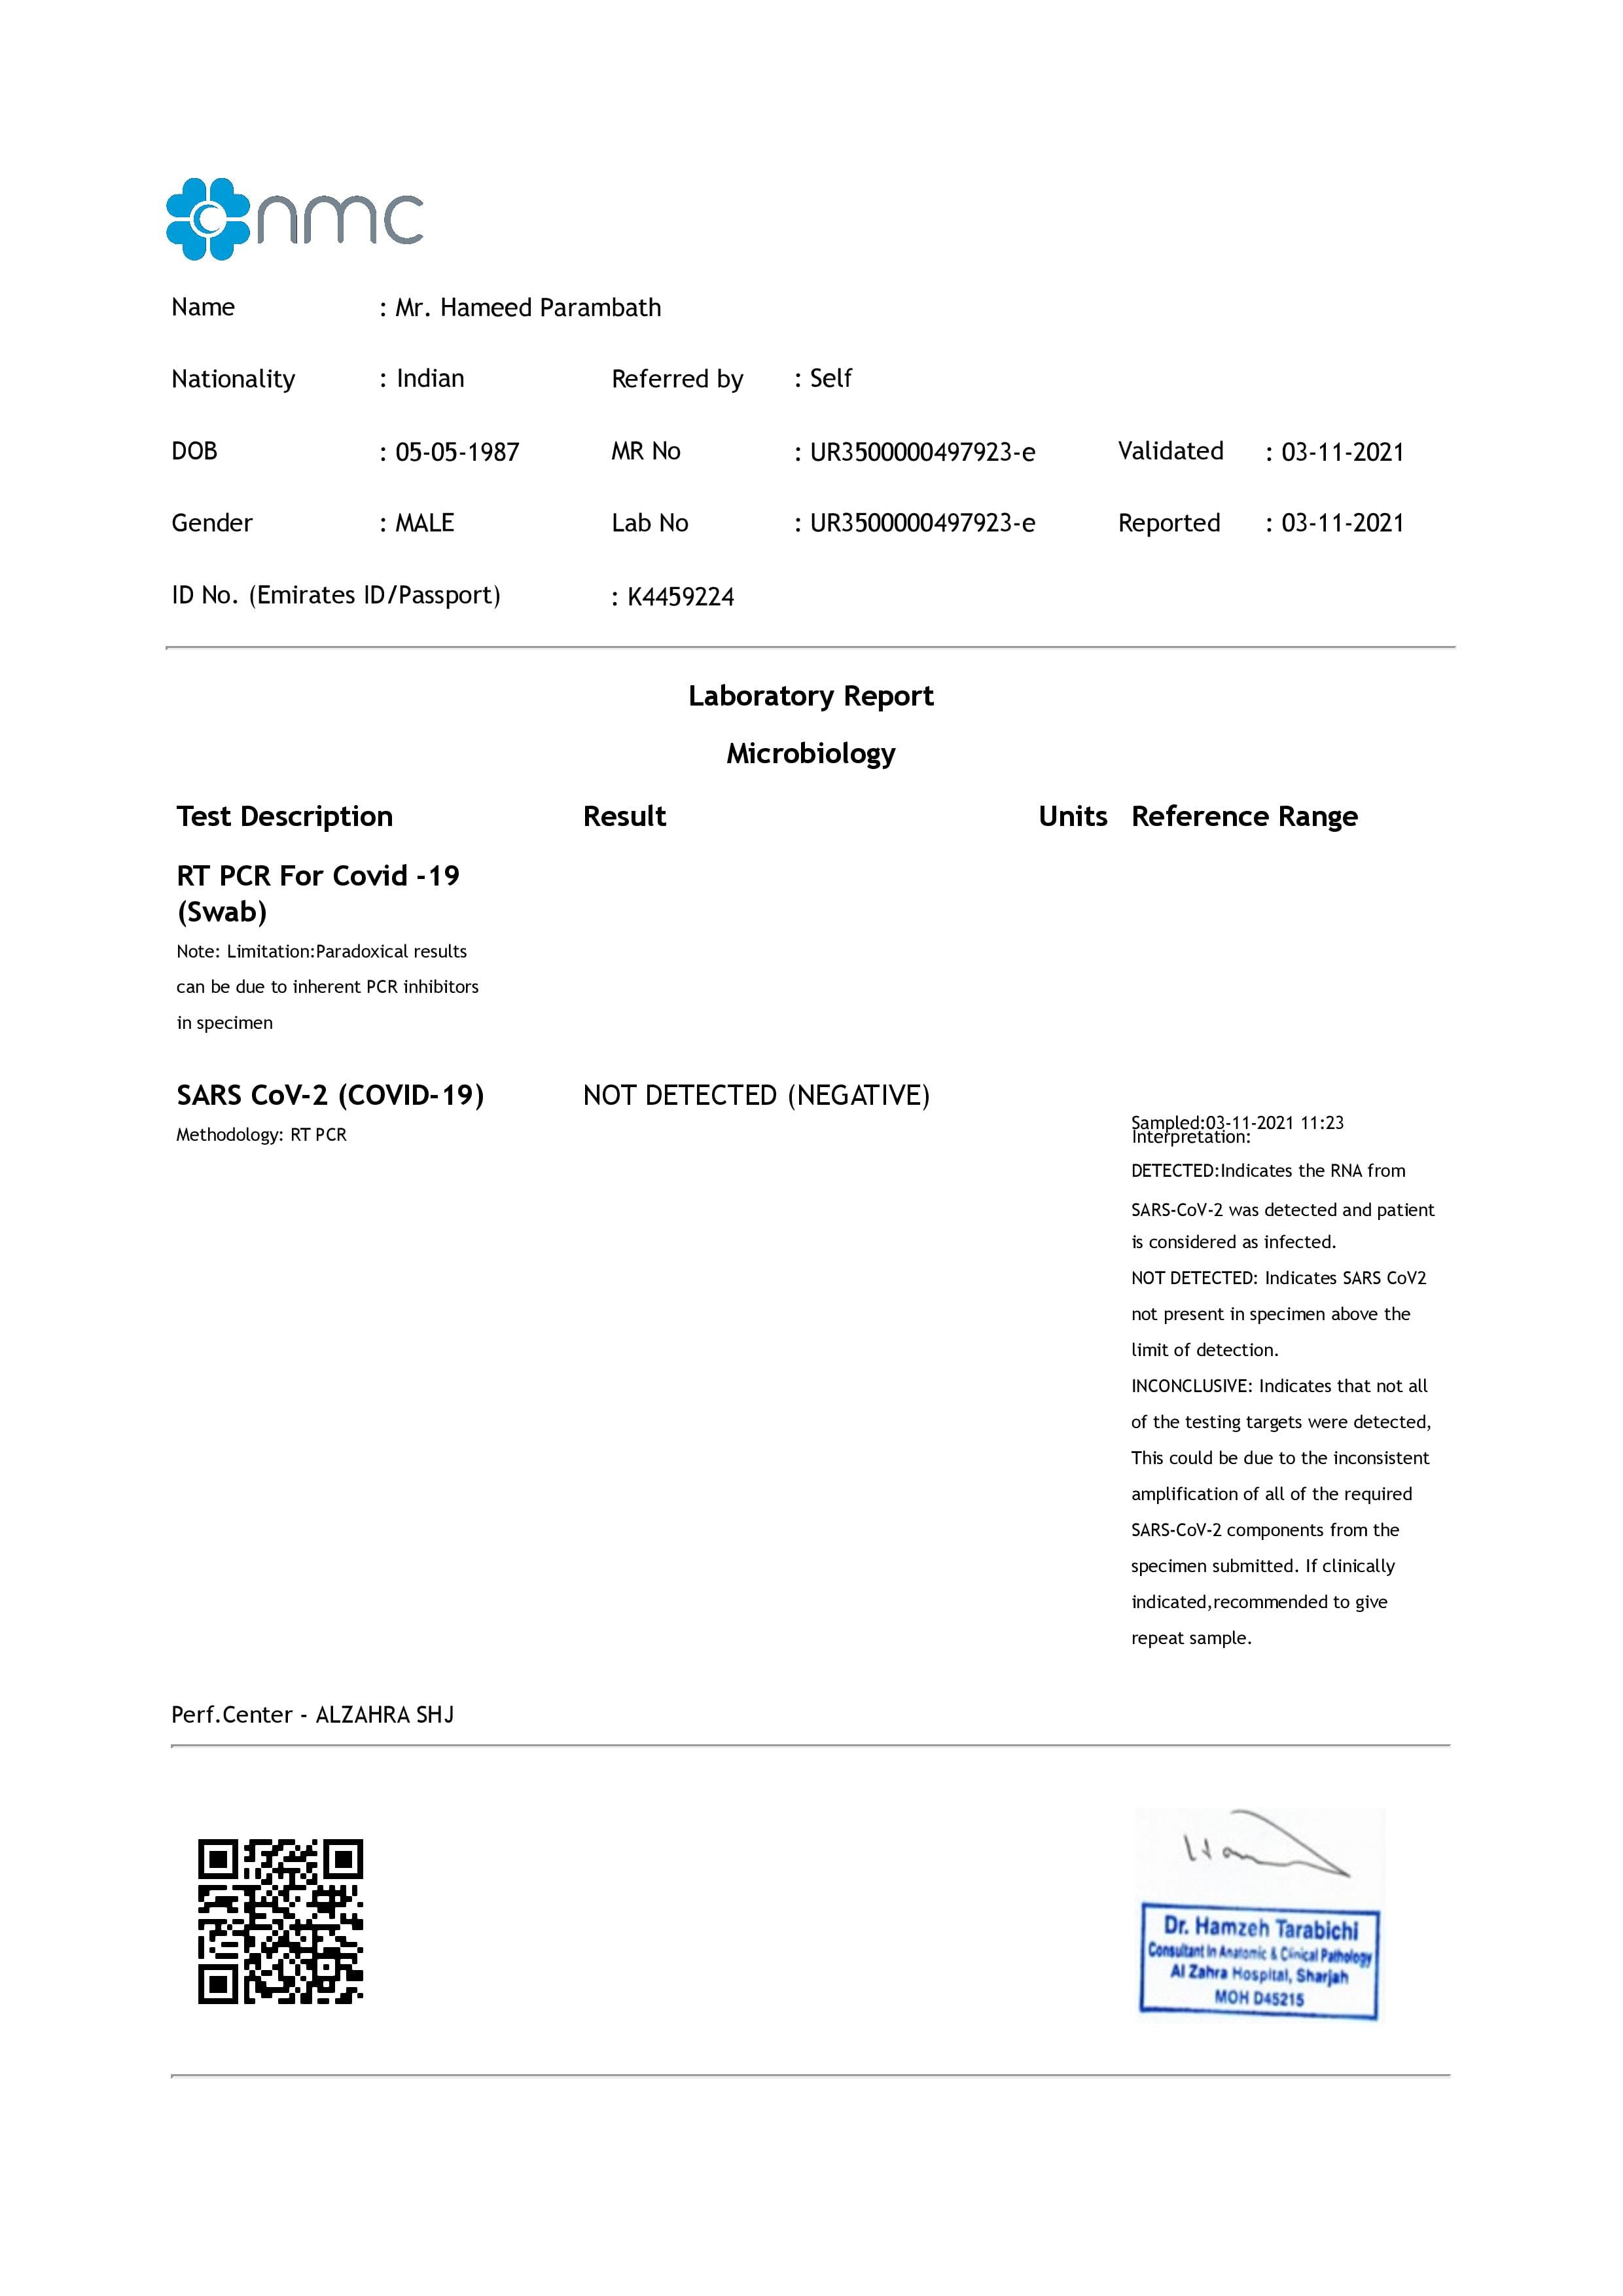 nmc
Name : Mr. Hameed Parambath
Nationality : Indian Referred by : Self
DOB : 05-05-1987 MR No : UR3500000497923-e Validated : 03-11-2021
Gender : MALE Lab No : UR3500000497923-e Reported : 03-11-2021
ID No. (Emirates ID/Passport) : K4459224
Laboratory Report
Microbiology
Test Description Result Units Reference Range
RT PCR For Covid -19
(Swab)
Note: Limitation:Paradoxical results
can be due to inherent PCR inhibitors
in specimen
SARS CoV-2 (COVID-19) NOT DETECTED (NEGATIVE)
Methodology: RT PCR
Sampled:03-11-2021 11:23
Interpretation:
DETECTED:Indicates the RNA from
SARS-CoV-2 was detected and patient
is considered as infected.
NOT DETECTED: Indicates SARS CoV2
not present in specimen above the
limit of detection.
INCONCLUSIVE: Indicates that not all
of the testing targets were detected,
This could be due to the inconsistent
amplification of all of the required
SARS-CoV-2 components from the
specimen submitted. If clinically
indicated,recommended to give
repeat sample.
Perf.Center - ALZAHRA SHJ
Dr. Hamzeh Tarabichi
Consultant In Anatomic & Clinical Pathology
Al Zahra Hospital, Sharjah
MOH D45215